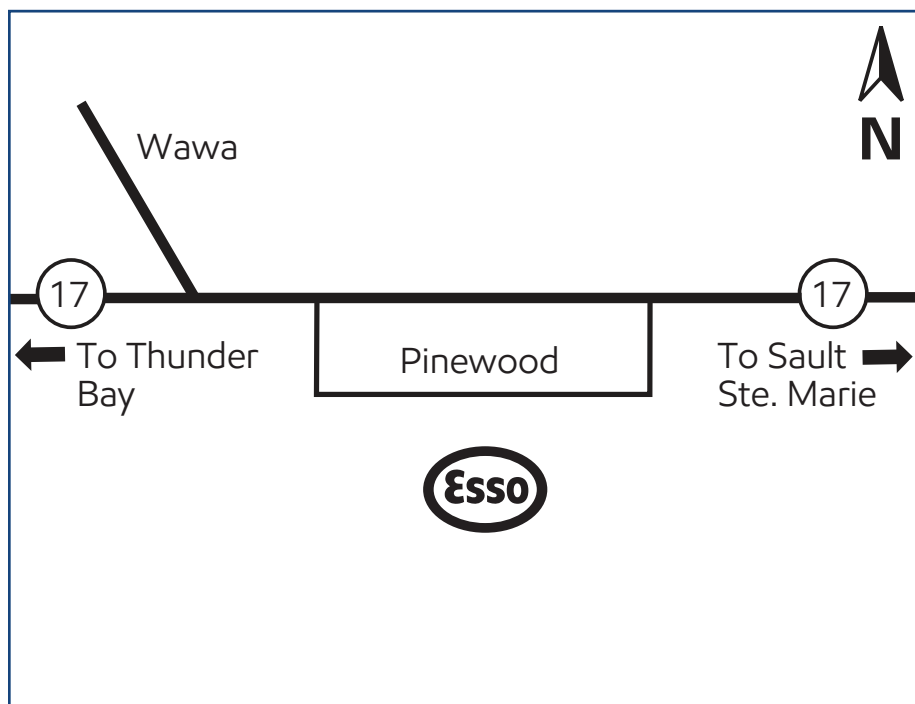 N
Wawa
17
17
To Thunder
Bay
Pinewood
To Sault
Ste. Marie
Esso